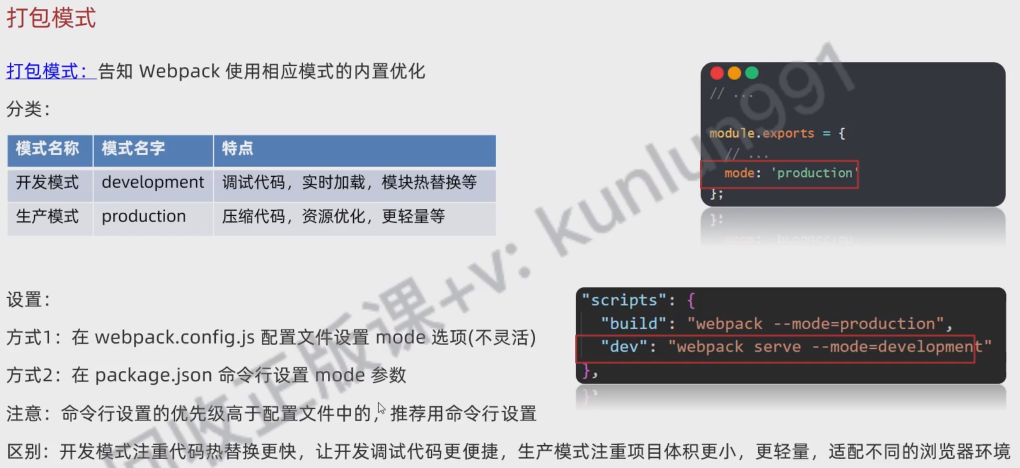 打包模式
打包模式：告知 Webpack 使用相应模式的内置优化
分类：
模式名称 模式名字 特点
开发模式 development 调试代码，实时加载，模块热替换等
生产模式 production 压缩代码，资源优化，更轻量等
// ...
module.exports = {
// ...
mode: 'production'
};
设置：
方式1：在 webpack.config.js 配置文件设置 mode 选项(不灵活)
方式2：在 package.json 命令行设置 mode 参数
注意：命令行设置的优先级高于配置文件中的，推荐用命令行设置
区别：开发模式注重代码热替换更快，让开发调试代码更便捷，生产模式注重项目体积更小，更轻量，适配不同的浏览器环境
"scripts": {
"build": "webpack --mode=production",
"dev": "webpack serve --mode=development"
},
回收正版课+v: kunlun991